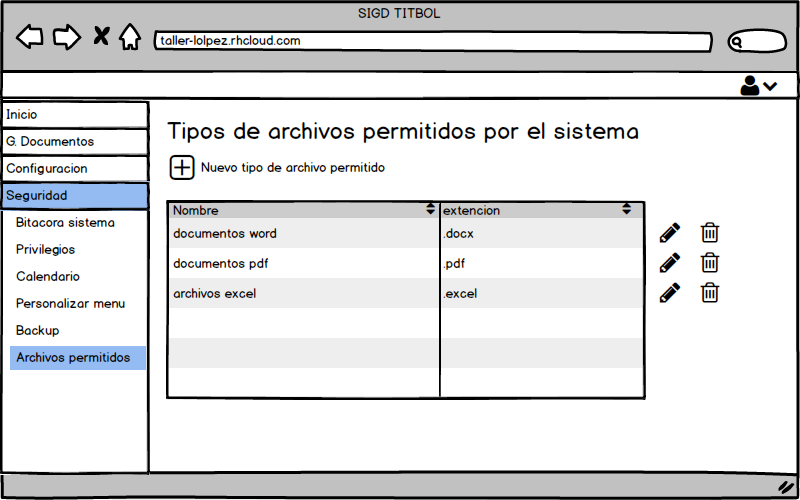 SIGD TITBOL
taller-lolpez.rhcloud.com
Inicio
G. Documentos
Configuracion
Seguridad
Bitacora sistema
Privilegios
Calendario
Personalizar menu
Backup
Archivos permitidos
Tipos de archivos permitidos por el sistema
Nuevo tipo de archivo permitido
Nombre extencion
documentos word .docx
documentos pdf .pdf
archivos excel .excel